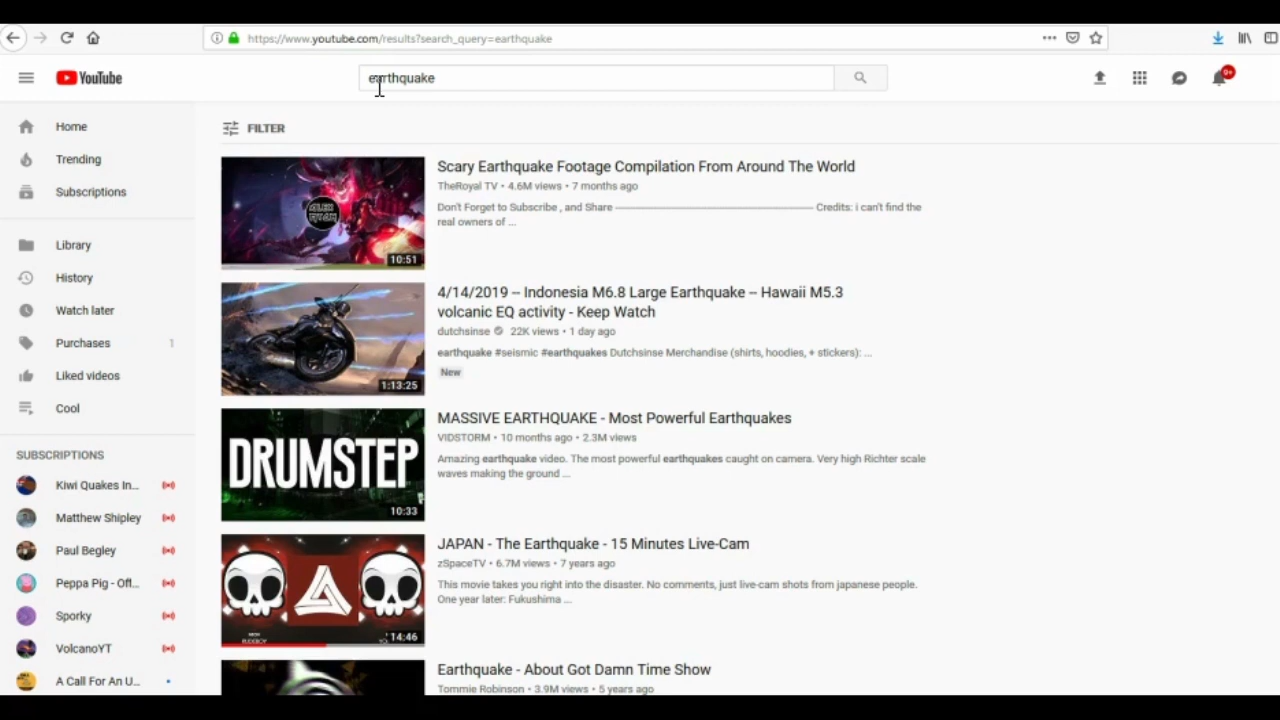 https://www.youtube.com/results?search_query=earthquake
YouTube
earthquake
9+
Home
Trending
Subscriptions
Library
History
Watch later
Purchases 1
Liked videos
Cool
SUBSCRIPTIONS
Kiwi Quakes In...
Matthew Shipley
Paul Begley
Peppa Pig - Off...
Sporky
VolcanoYT
A Call For An U...
FILTER
10:51
Scary Earthquake Footage Compilation From Around The World
TheRoyal TV • 4.6M views • 7 months ago
Don't Forget to Subscribe , and Share ——————————————————— Credits: i can't find the
real owners of ...
1:13:25
4/14/2019 -- Indonesia M6.8 Large Earthquake -- Hawaii M5.3
volcanic EQ activity - Keep Watch
dutchsinse 22K views • 1 day ago
earthquake #seismic #earthquakes Dutchsinse Merchandise (shirts, hoodies, + stickers): ...
New
DRUMSTEP
10:33
MASSIVE EARTHQUAKE - Most Powerful Earthquakes
VIDSTORM • 10 months ago • 2.3M views
Amazing earthquake video. The most powerful earthquakes caught on camera. Very high Richter scale
waves making the ground ...
14:46
JAPAN - The Earthquake - 15 Minutes Live-Cam
zSpaceTV • 6.7M views • 7 years ago
This movie takes you right into the disaster. No comments, just live-cam shots from japanese people.
One year later: Fukushima ...
Earthquake - About Got Damn Time Show
Tommie Robinson • 3.9M views • 5 years ago